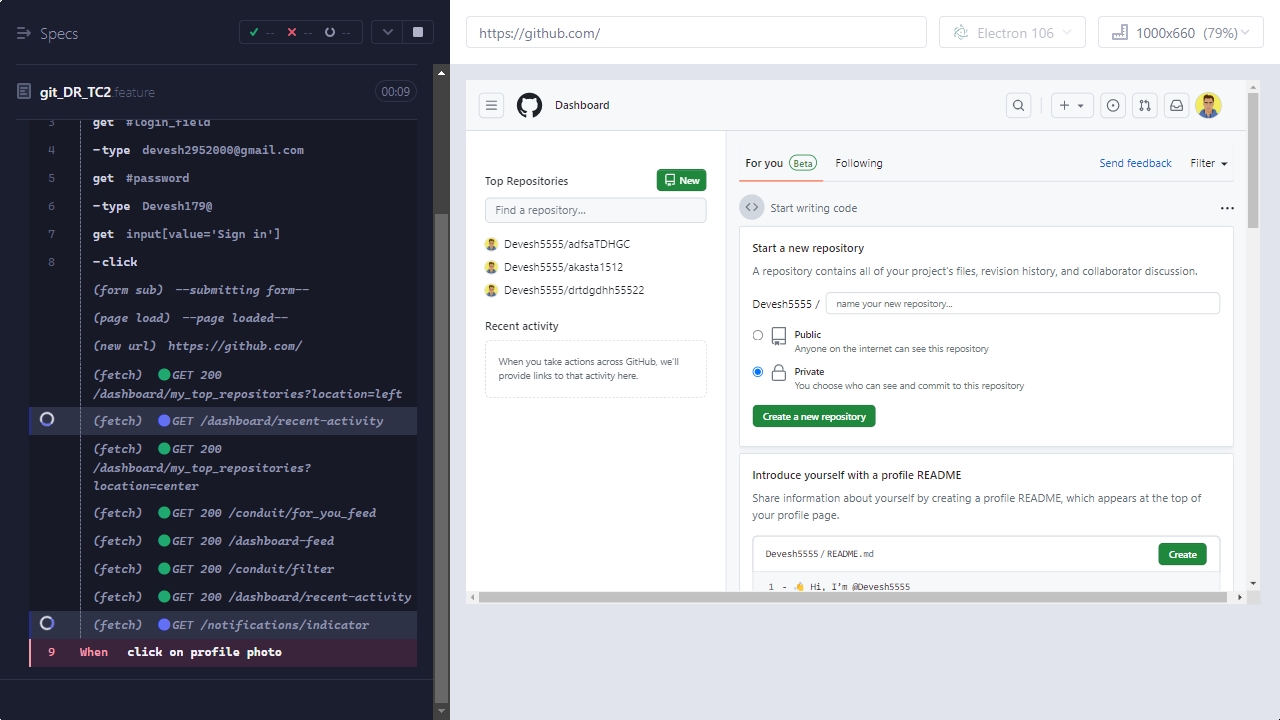 Specs
--
--
--
git_DR_TC2.feature
00:09
3 get #login_field
4 -type devesh2952000@gmail.com
5 get #password
6 -type Devesh179@
7 get input[value='Sign in']
8 -click
(form sub) --submitting form--
(page load) --page loaded--
(new url) https://github.com/
(fetch) GET 200
/dashboard/my_top_repositories?location=left
(fetch) GET /dashboard/recent-activity
(fetch) GET 200
/dashboard/my_top_repositories?
location=center
(fetch) GET 200 /conduit/for_you_feed
(fetch) GET 200 /dashboard-feed
(fetch) GET 200 /conduit/filter
(fetch) GET 200 /dashboard/recent-activity
(fetch) GET /notifications/indicator
9 When click on profile photo
https://github.com/
Electron 106
1000x660 (79%)
Dashboard
Top Repositories
New
Find a repository...
Devesh5555/adfsaTDHGC
Devesh5555/akasta1512
Devesh5555/drtdgdhh55522
Recent activity
When you take actions across GitHub, we'll
provide links to that activity here.
For you Beta Following Send feedback Filter
Start writing code
Start a new repository
A repository contains all of your project's files, revision history, and collaborator discussion.
Devesh5555 / name your new repository...
Public
Anyone on the internet can see this repository
Private
You choose who can see and commit to this repository
Create a new repository
Introduce yourself with a profile README
Share information about yourself by creating a profile README, which appears at the top of
your profile page.
Devesh5555 / README.md
Create
1 - 👋 Hi, I'm @Devesh5555